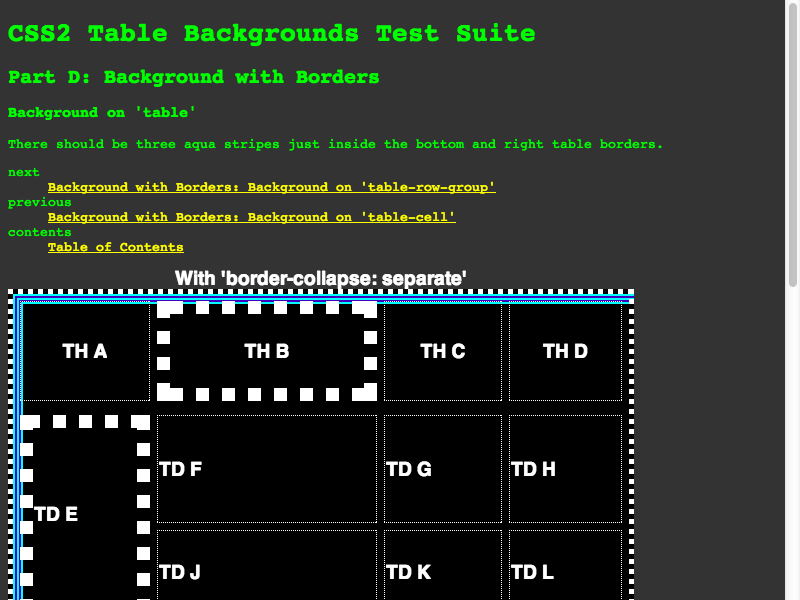 CSS2 Table Backgrounds Test Suite
Part D: Background with Borders
Background on 'table'
There should be three aqua stripes just inside the bottom and right table borders.
next
Background with Borders: Background on 'table-row-group'
previous
Background with Borders: Background on 'table-cell'
contents
Table of Contents
With 'border-collapse: separate'
TH A TH B TH C TH D
TD F TD G TD H
TD E
TD J TD K TD L